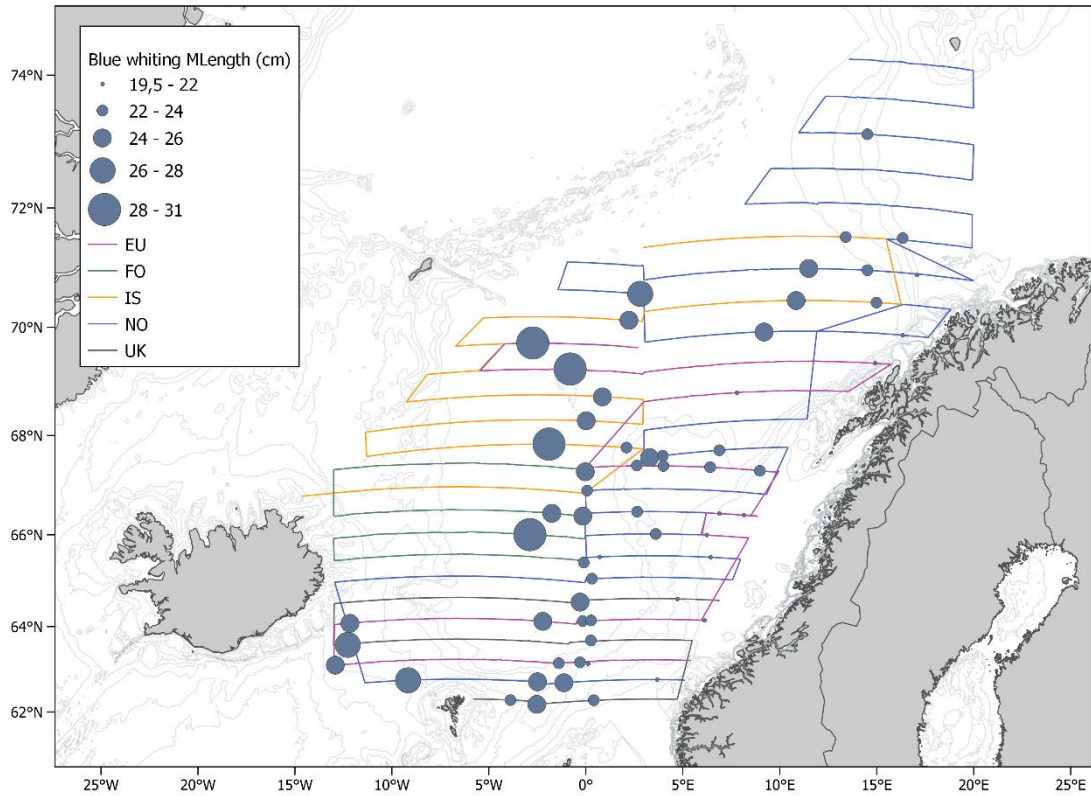 Blue whiting MLength (cm)
19,5 - 22
22 - 24
24 - 26
26 - 28
28 - 31
EU
FO
IS
NO
UK
74°N
72°N
70°N
68°N
66°N
64°N
62°N
25°W 20°W 15°W 10°W 5°W 0° 5°E 10°E 15°E 20°E 25°E